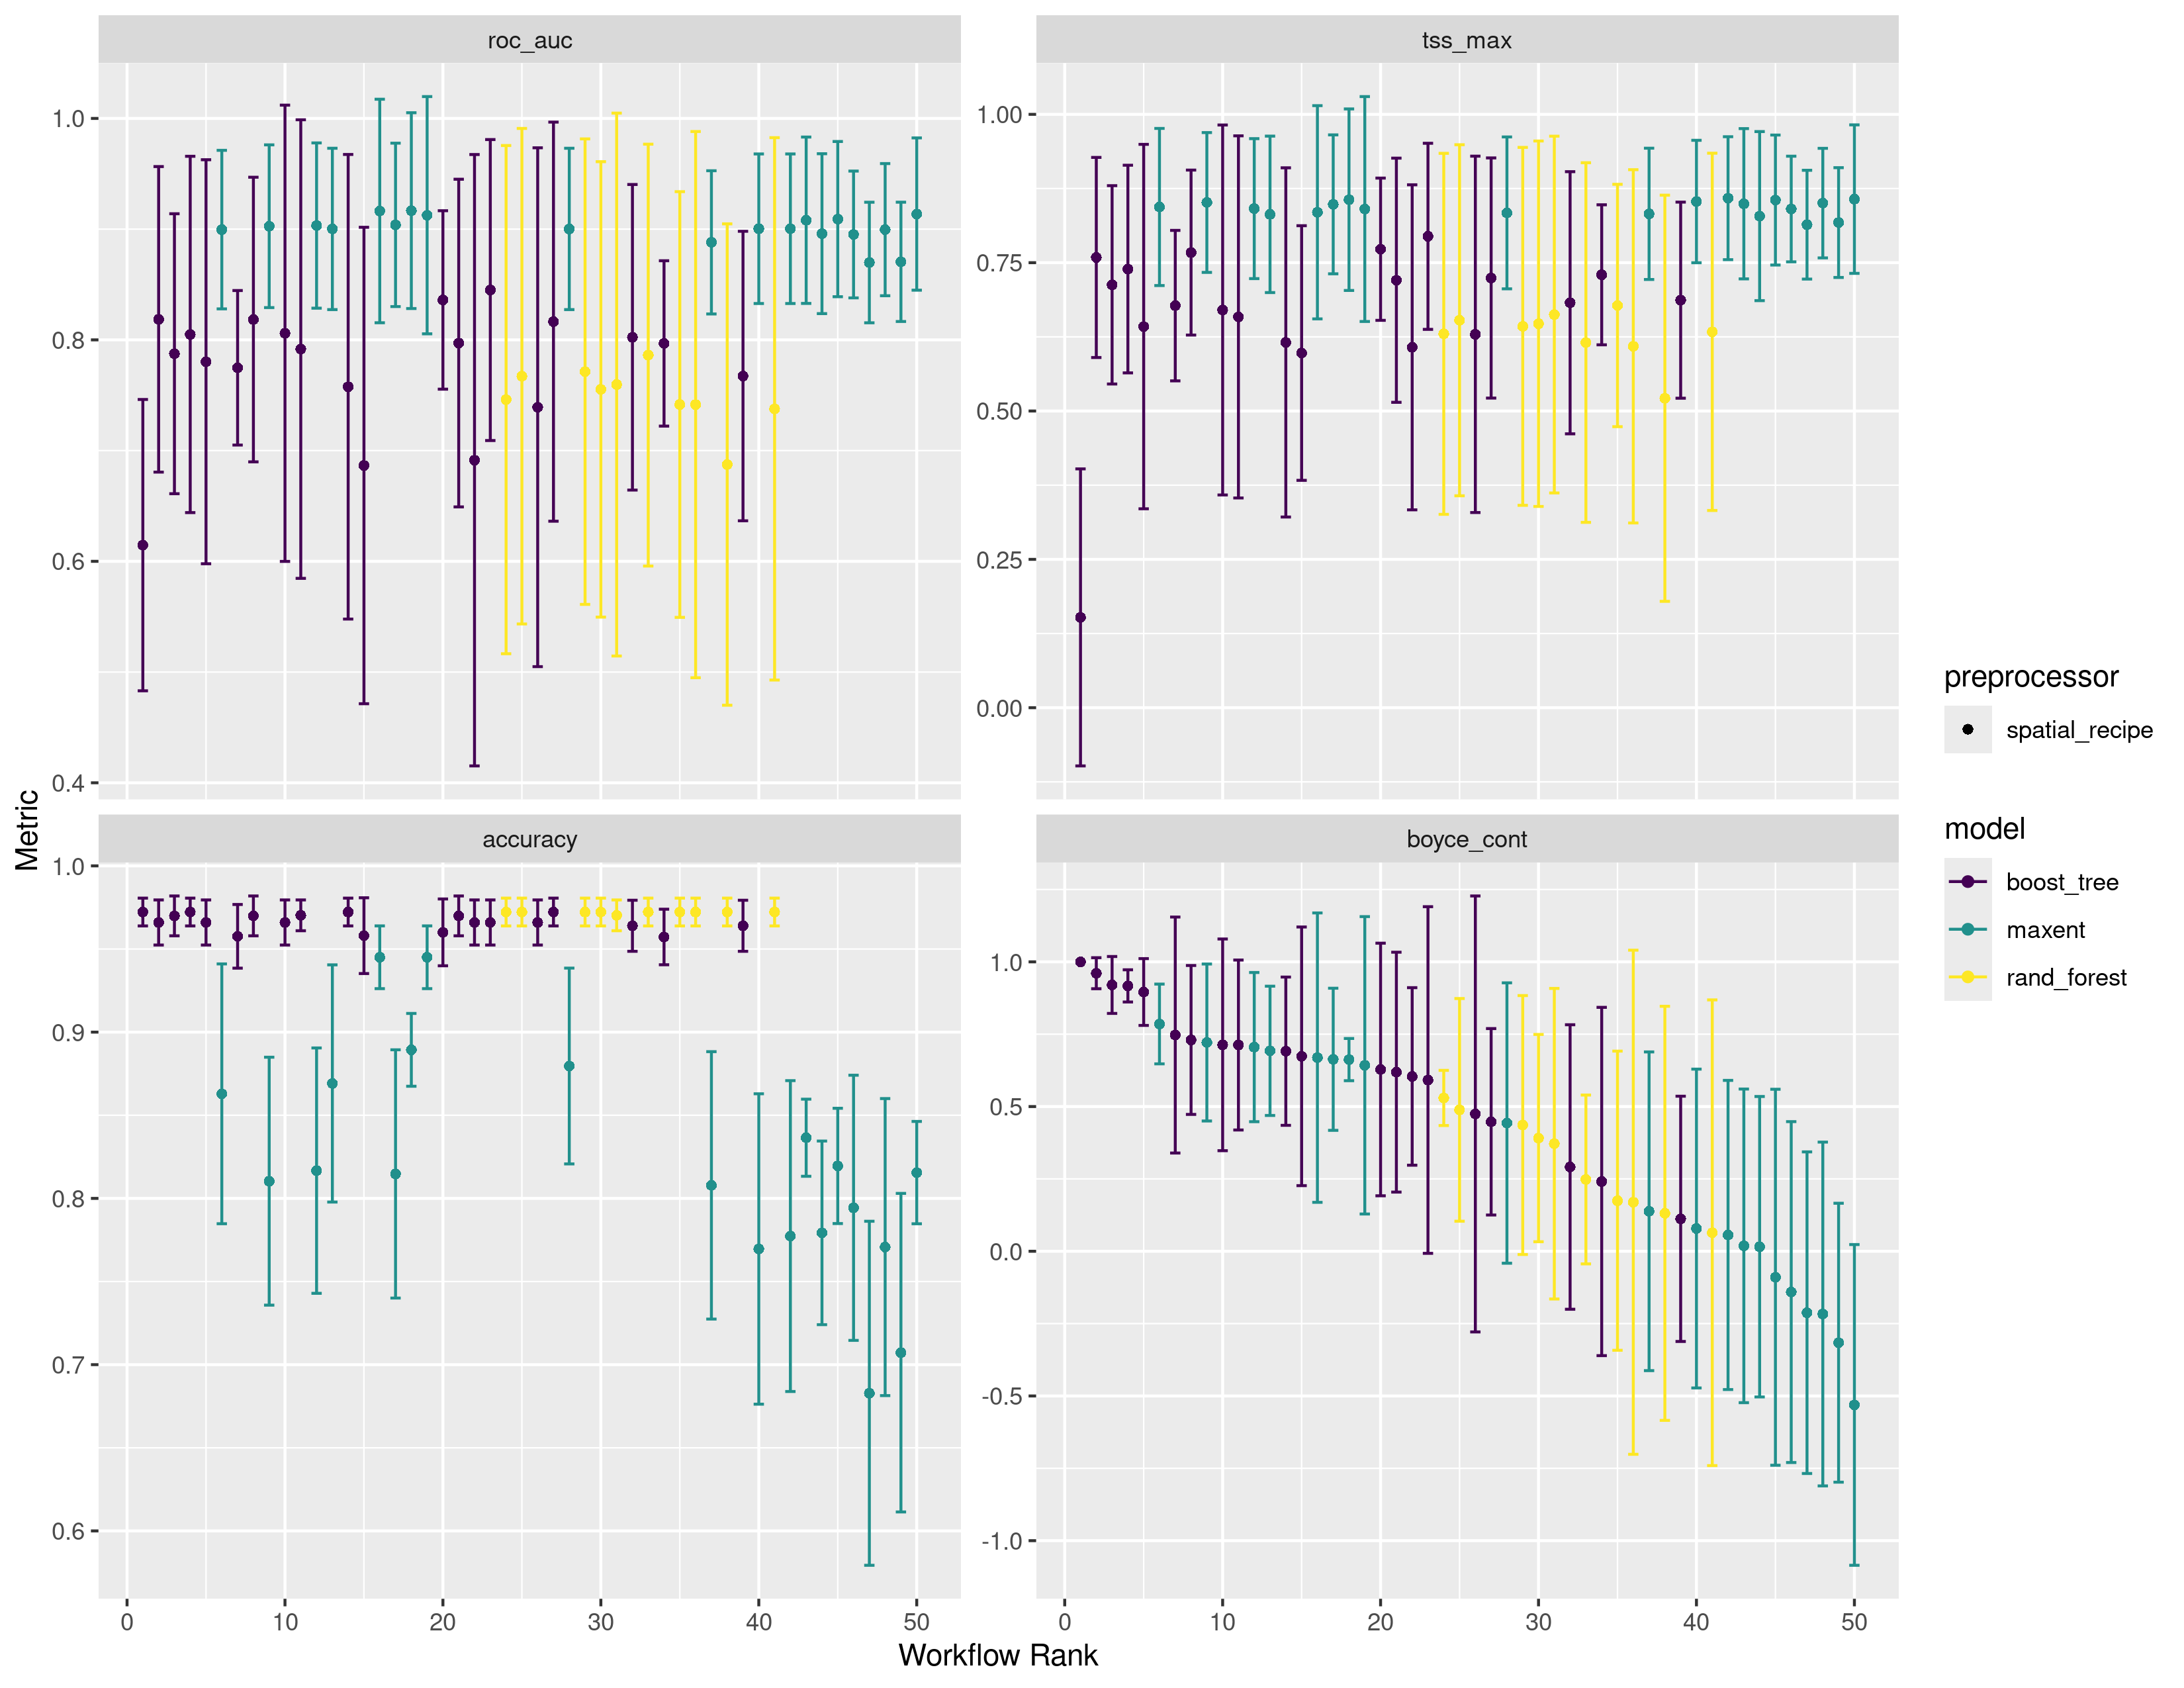 roc_auc
tss_max
1.0
0.8
0.6
0.4
1.00
0.75
0.50
0.25
0.00
accuracy
boyce_cont
1.0
0.9
0.8
0.7
0.6
1.0
0.5
0.0
-0.5
-1.0
0 10 20 30 40 50
0 10 20 30 40 50
Workflow Rank
Metric
preprocessor
spatial_recipe
model
boost_tree
maxent
rand_forest